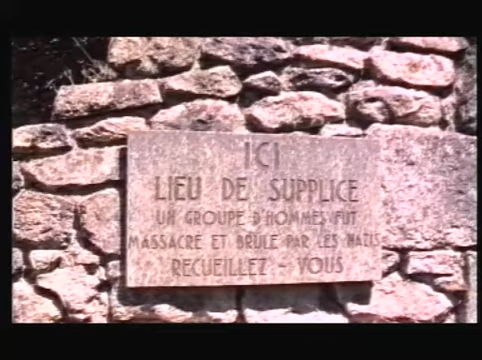 ICI
LIEU DE SUPPLICE
UN GROUPE D'HOMMES FUT
MASSACRE ET BRULE PAR LES NAZIS
RECUEILLEZ - VOUS